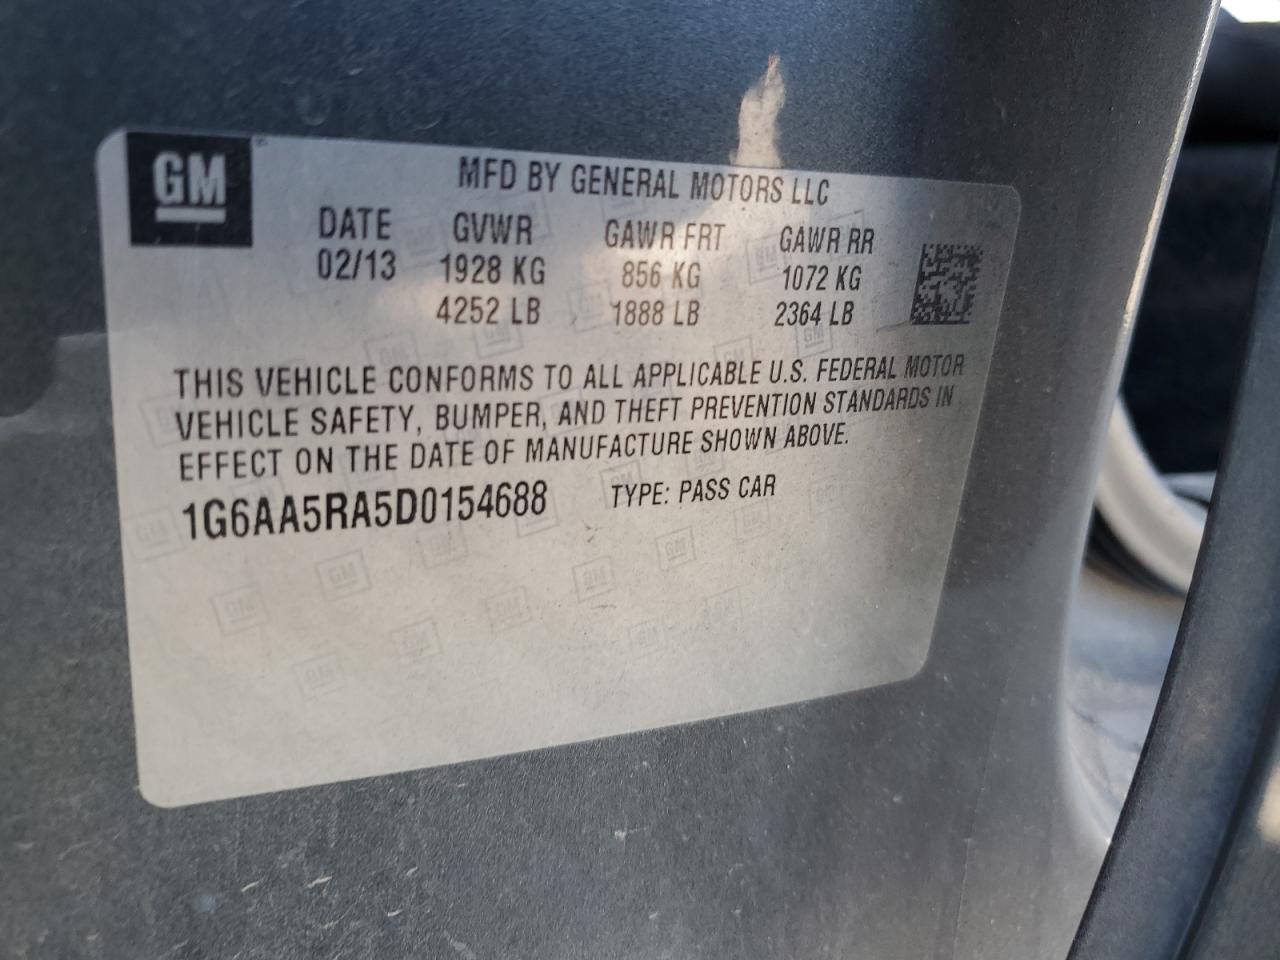 GM
MFD BY GENERAL MOTORS LLC
DATE GVWR GAWR FRT GAWR RR
02/13 1928 KG 856 KG 1072 KG
4252 LB 1888 LB 2364 LB
THIS VEHICLE CONFORMS TO ALL APPLICABLE U.S. FEDERAL MOTOR
VEHICLE SAFETY, BUMPER, AND THEFT PREVENTION STANDARDS IN
EFFECT ON THE DATE OF MANUFACTURE SHOWN ABOVE.
1G6AA5RA5D0154688 TYPE: PASS CAR